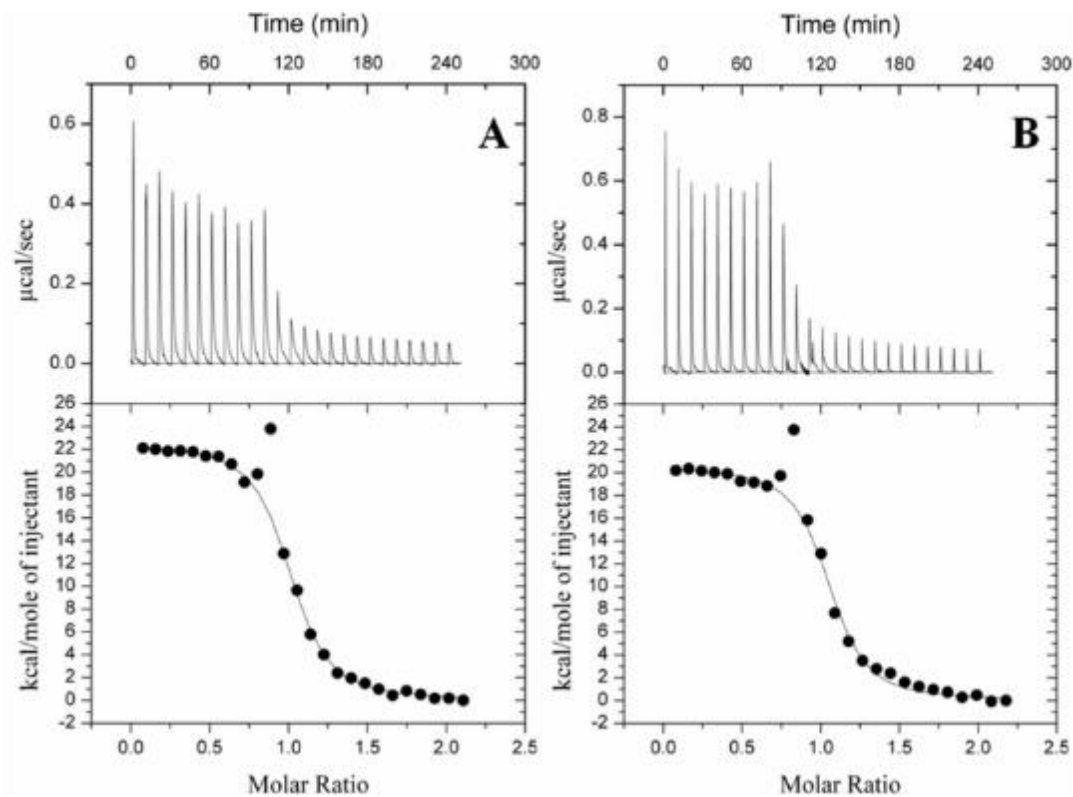 Time (min)
0 60 120 180 240 300
A
0.6
0.4
0.2
0.0
µcal/sec
26
24
22
20
18
16
14
12
10
8
6
4
2
0
-2
kcal/mole of injectant
0.0 0.5 1.0 1.5 2.0 2.5
Molar Ratio
Time (min)
0 60 120 180 240 300
B
0.8
0.6
0.4
0.2
0.0
µcal/sec
26
24
22
20
18
16
14
12
10
8
6
4
2
0
-2
kcal/mole of injectant
0.0 0.5 1.0 1.5 2.0 2.5
Molar Ratio